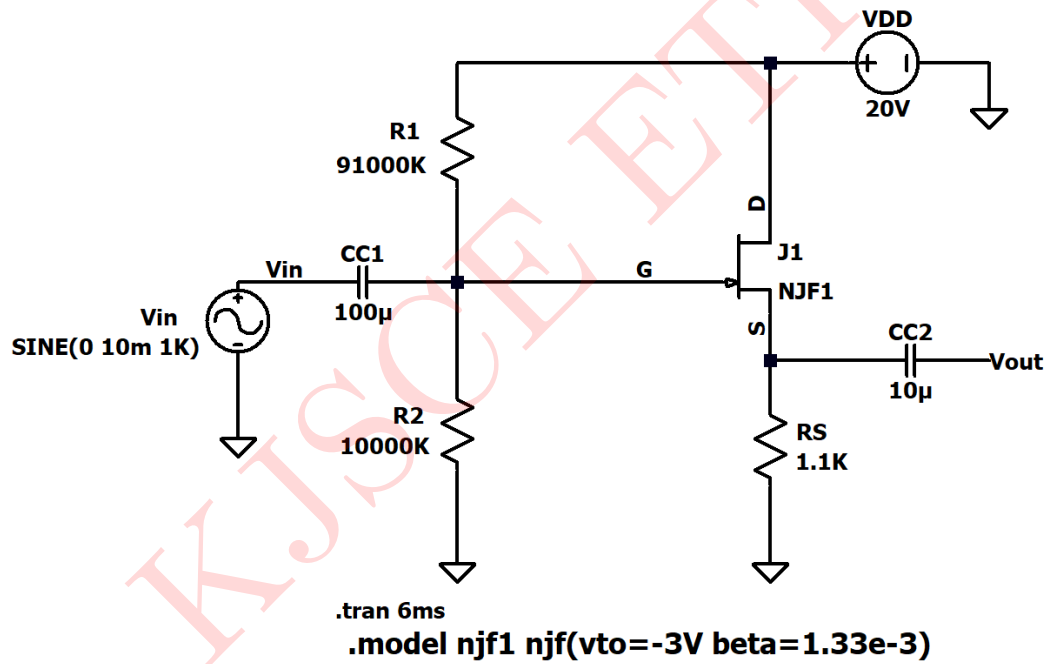 VDD
20V
R1
91000K
D
CC1
J1
Vin
G
100µ
NJF1
Vin
SINE(0 10m 1K)
S
CC2
Vout
10µ
R2
10000K
RS
1.1K
.tran 6ms
.model njf1 njf(vto=-3V beta=1.33e-3)
KJSCE ET